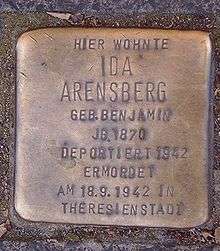 HIER WOHNTE
IDA
ARENSBERG
GEB. BENJAMIN
JG. 1870
DEPORTIERT 1942
ERMORDET
AM 18.9.1942 IN
THERESIENSTADT